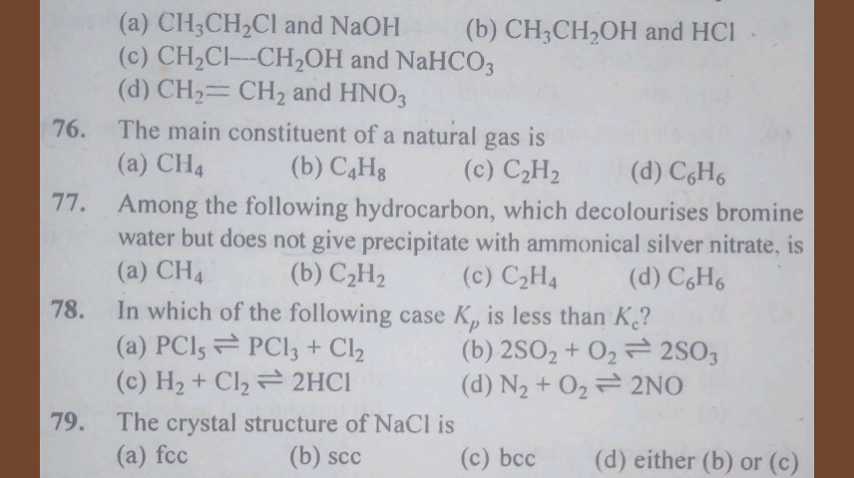 (a) CH₃CH₂Cl and NaOH (b) CH₃CH₂OH and HCl
(c) CH₂Cl—CH₂OH and NaHCO₃
(d) CH₂=CH₂ and HNO₃
76. The main constituent of a natural gas is
(a) CH₄ (b) C₄H₈ (c) C₂H₂ (d) C₆H₆
77. Among the following hydrocarbon, which decolourises bromine
water but does not give precipitate with ammonical silver nitrate, is
(a) CH₄ (b) C₂H₂ (c) C₂H₄ (d) C₆H₆
78. In which of the following case Kₚ is less than K꜀?
(a) PCl₅ ⇌ PCl₃ + Cl₂ (b) 2SO₂ + O₂ ⇌ 2SO₃
(c) H₂ + Cl₂ ⇌ 2HCl (d) N₂ + O₂ ⇌ 2NO
79. The crystal structure of NaCl is
(a) fcc (b) scc (c) bcc (d) either (b) or (c)